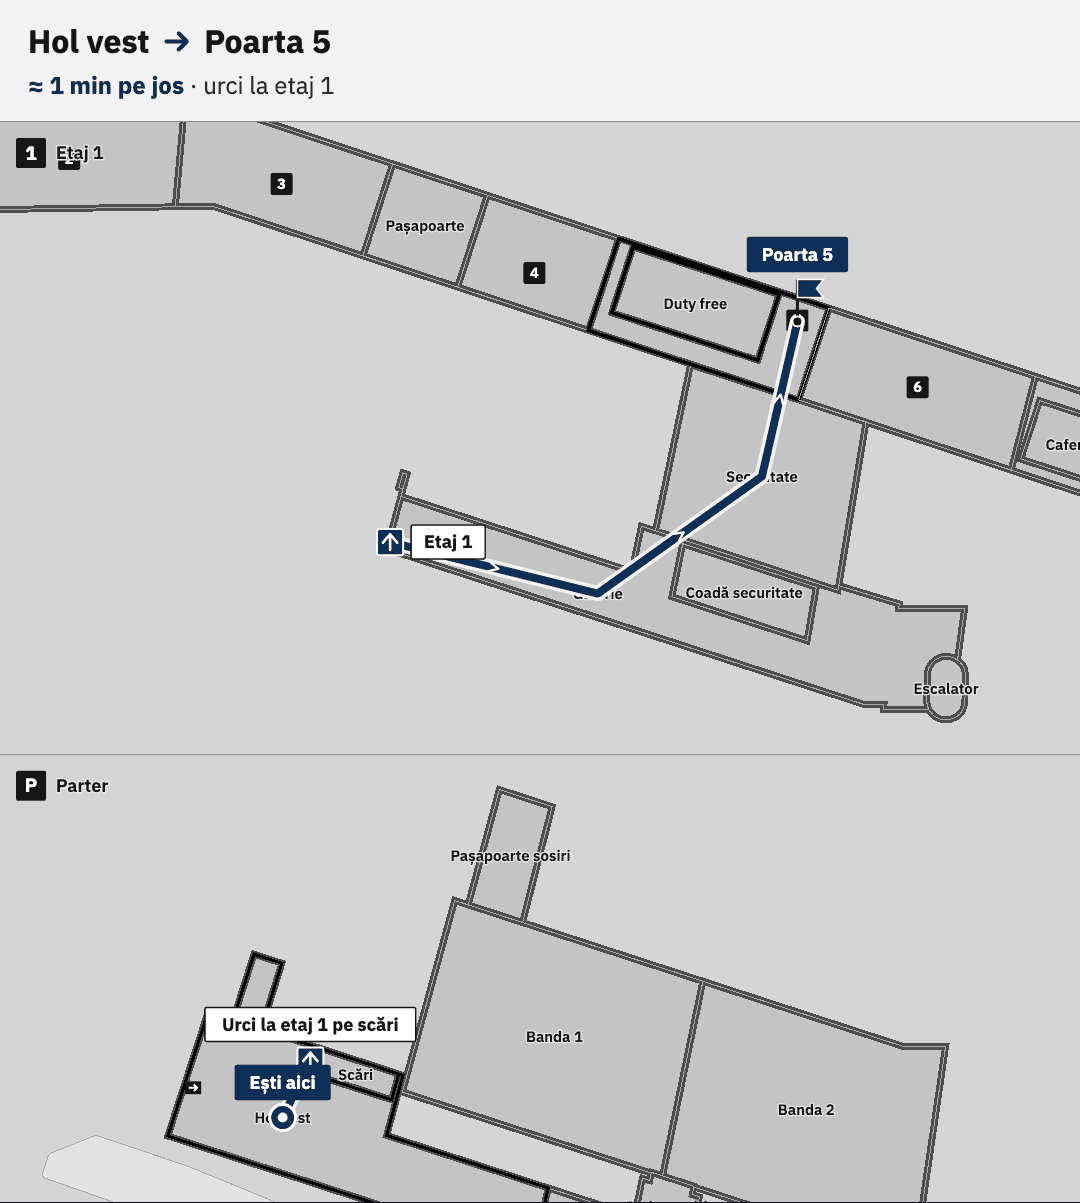 Hol vest → Poarta 5
≈ 1 min pe jos · urci la etaj 1
1 Etaj 1
3
Pașapoarte
4
Duty free
Poarta 5
6
Securitate
Etaj 1
Coadă securitate
Escalator
P Parter
Pașapoarte sosiri
Urci la etaj 1 pe scări
Banda 1
Scări
Ești aici
Banda 2